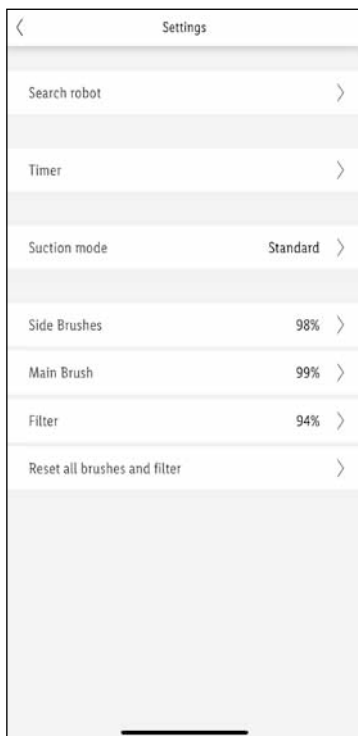 Settings
Search robot
Timer
Suction mode Standard
Side Brushes 98%
Main Brush 99%
Filter 94%
Reset all brushes and filter